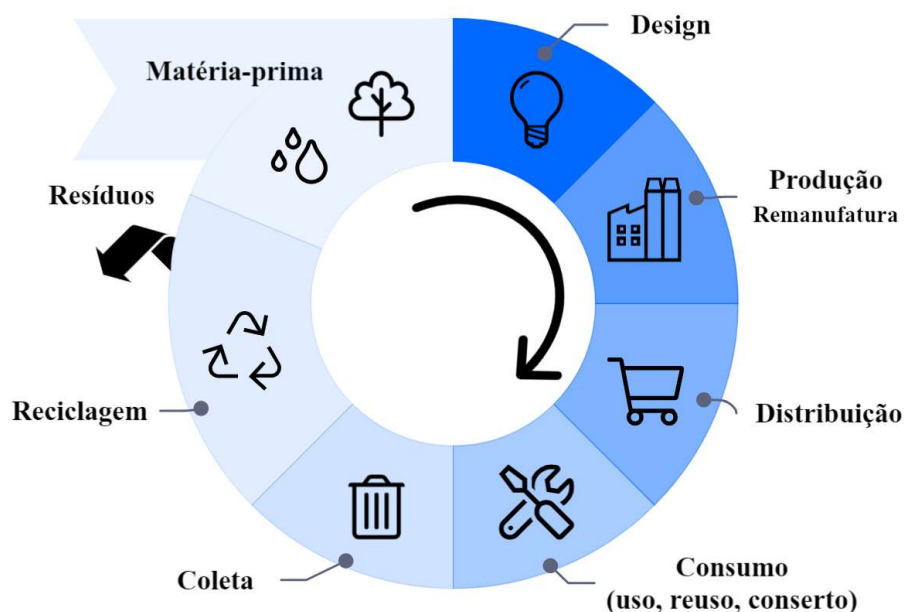 Design
Matéria-prima
Produção
Remanufatura
Resíduos
Distribuição
Reciclagem
Coleta
Consumo
(uso, reuso, conserto)